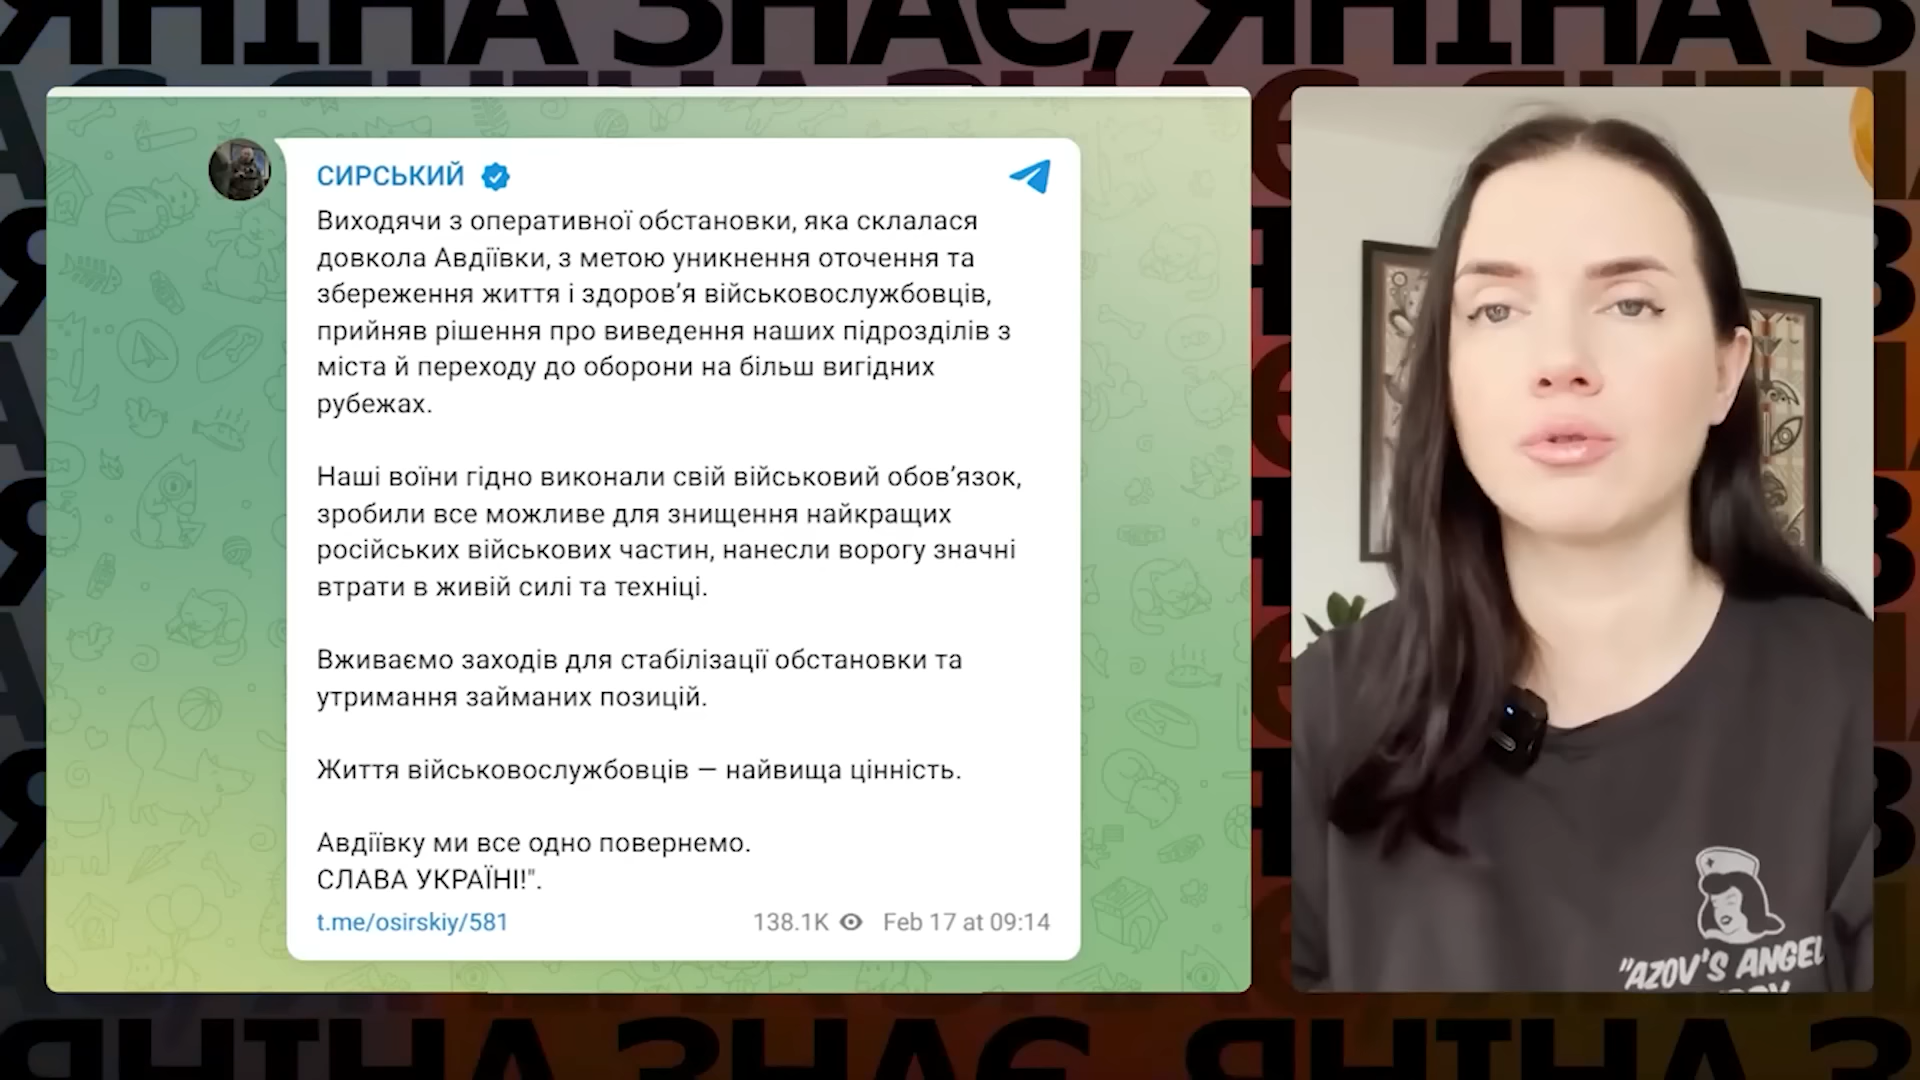 ЯНІНА ЗНАЄ, ЯНІНА З
СИРСЬКИЙ
Виходячи з оперативної обстановки, яка склалася
довкола Авдіївки, з метою уникнення оточення та
збереження життя і здоров’я військовослужбовців,
прийняв рішення про виведення наших підрозділів з
міста й переходу до оборони на більш вигідних
рубежах.
Наші воїни гідно виконали свій військовий обов’язок,
зробили все можливе для знищення найкращих
російських військових частин, нанесли ворогу значні
втрати в живій силі та техніці.
Вживаємо заходів для стабілізації обстановки та
утримання займаних позицій.
Життя військовослужбовців — найвища цінність.
Авдіївку ми все одно повернемо.
СЛАВА УКРАЇНІ!".
t.me/osirskiy/581
138.1K Feb 17 at 09:14
"AZOV'S ANGEL
ЯНІНА ЗНАЄ, ЯНІНА З